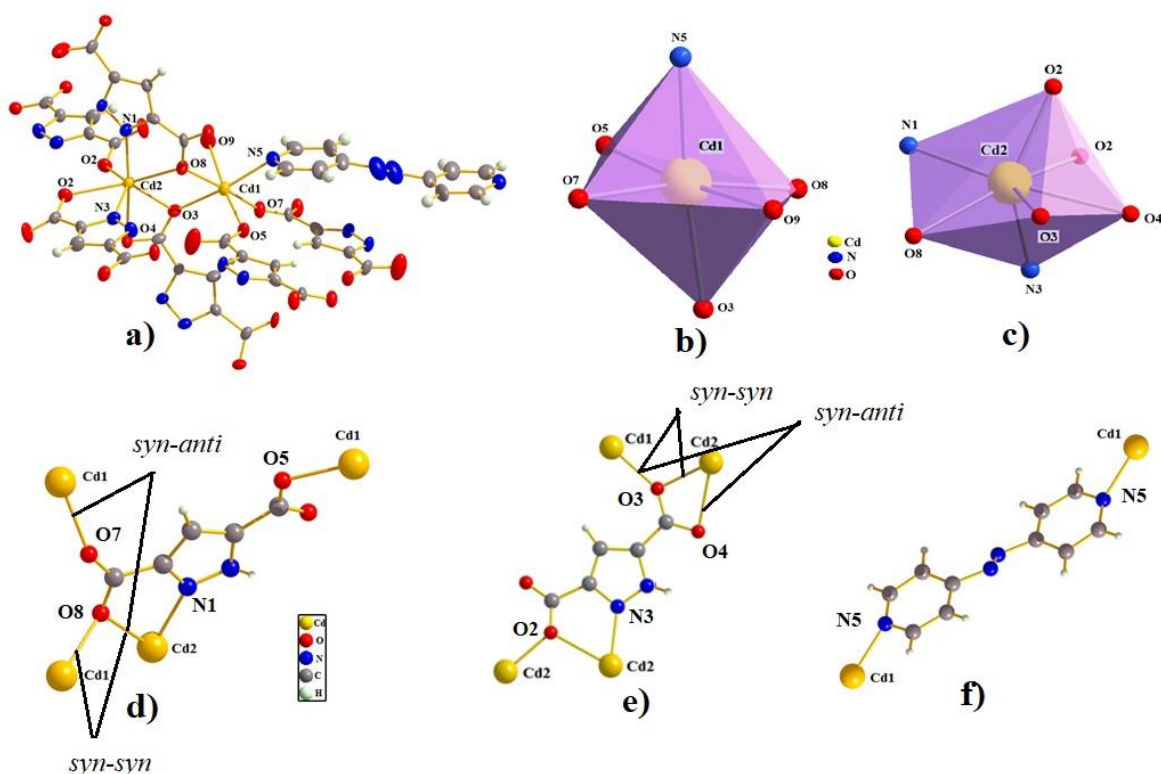 N1
O9
O2
O8
N5
Cd2
Cd1
O2
O7
N3
O3
O4
O5
a)
N5
O5
Cd1
O7
O8
O9
O3
b)
Cd
N
O
O2
N1
Cd2
O2
O4
O3
O8
N3
c)
syn-anti
Cd1
O5
Cd1
O7
N1
O8
Cd2
Cd1
d)
syn-syn
Cd
O
N
C
H
syn-syn
syn-anti
Cd1
Cd2
O3
O4
N3
O2
Cd2
Cd2
e)
Cd1
N5
N5
Cd1
f)